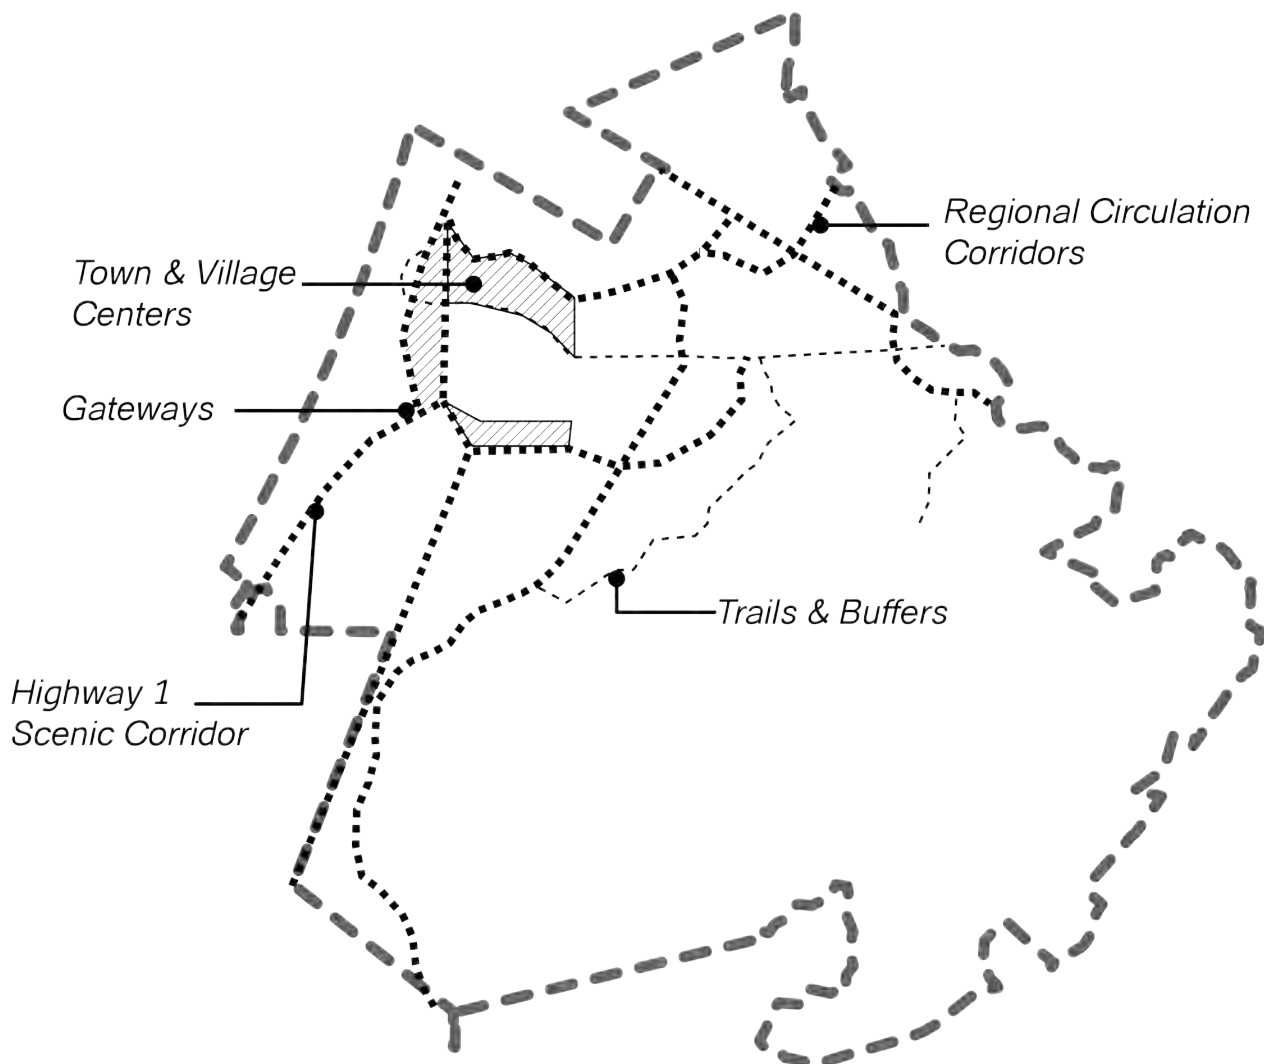 Regional Circulation
Corridors
Town & Village
Centers
Gateways
Trails & Buffers
Highway 1
Scenic Corridor